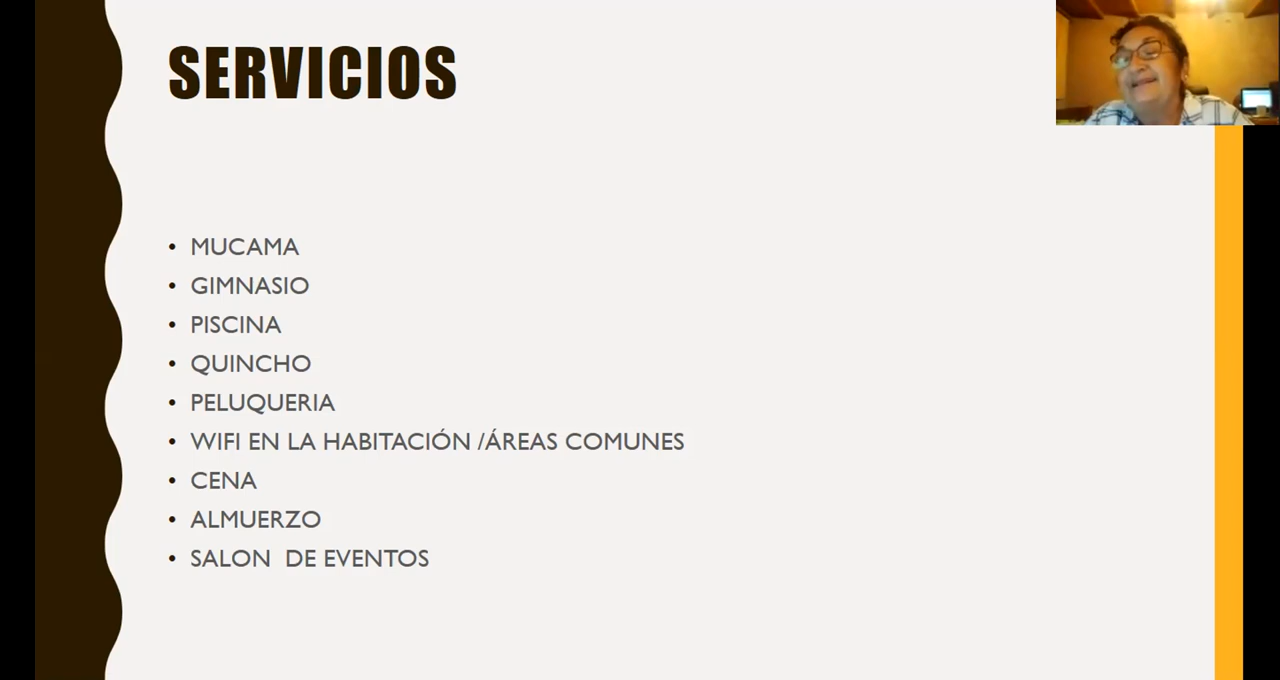 SERVICIOS
• MUCAMA
• GIMNASIO
• PISCINA
• QUINCHO
• PELUQUERIA
• WIFI EN LA HABITACIÓN /ÁREAS COMUNES
• CENA
• ALMUERZO
• SALON  DE EVENTOS